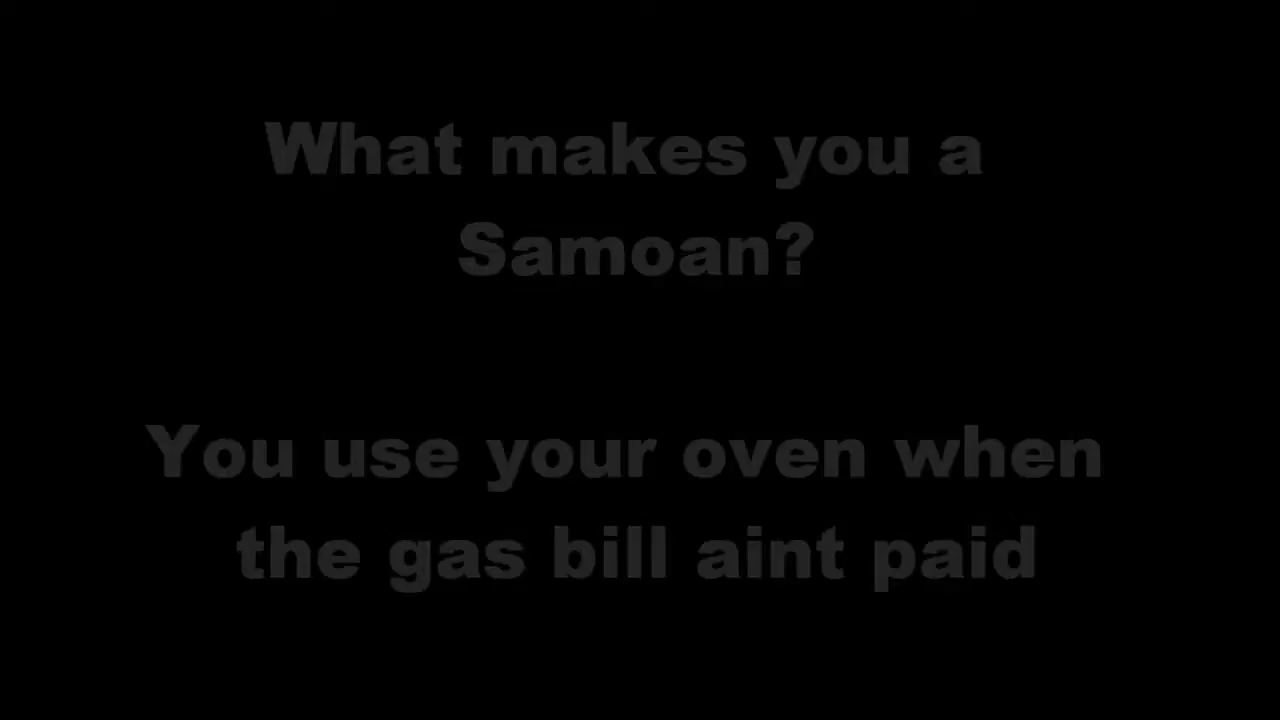 What makes you a
Samoan?
You use your oven when
the gas bill aint paid